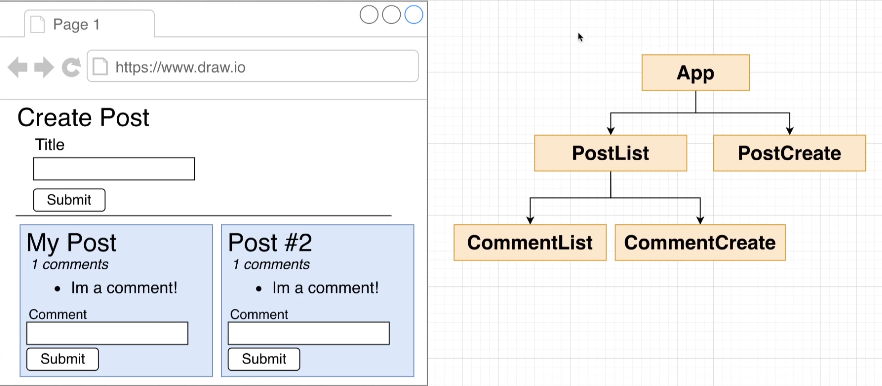 Page 1
https://www.draw.io
Create Post
Title
Submit
My Post
1 comments
• Im a comment!
Comment
Submit
Post #2
1 comments
• Im a comment!
Comment
Submit
App
PostList
PostCreate
CommentList
CommentCreate